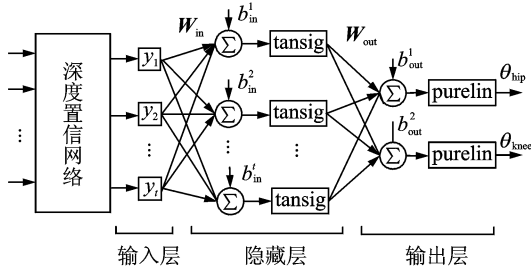 深度置信网络
y₁
y₂
⋮
yₜ
W_in
b_in^1
b_in^2
⋮
b_in^t
Σ
Σ
Σ
tansig
tansig
⋮
tansig
W_out
b_out^1
b_out^2
Σ
Σ
purelin
purelin
θ_hip
θ_knee
输入层
隐藏层
输出层